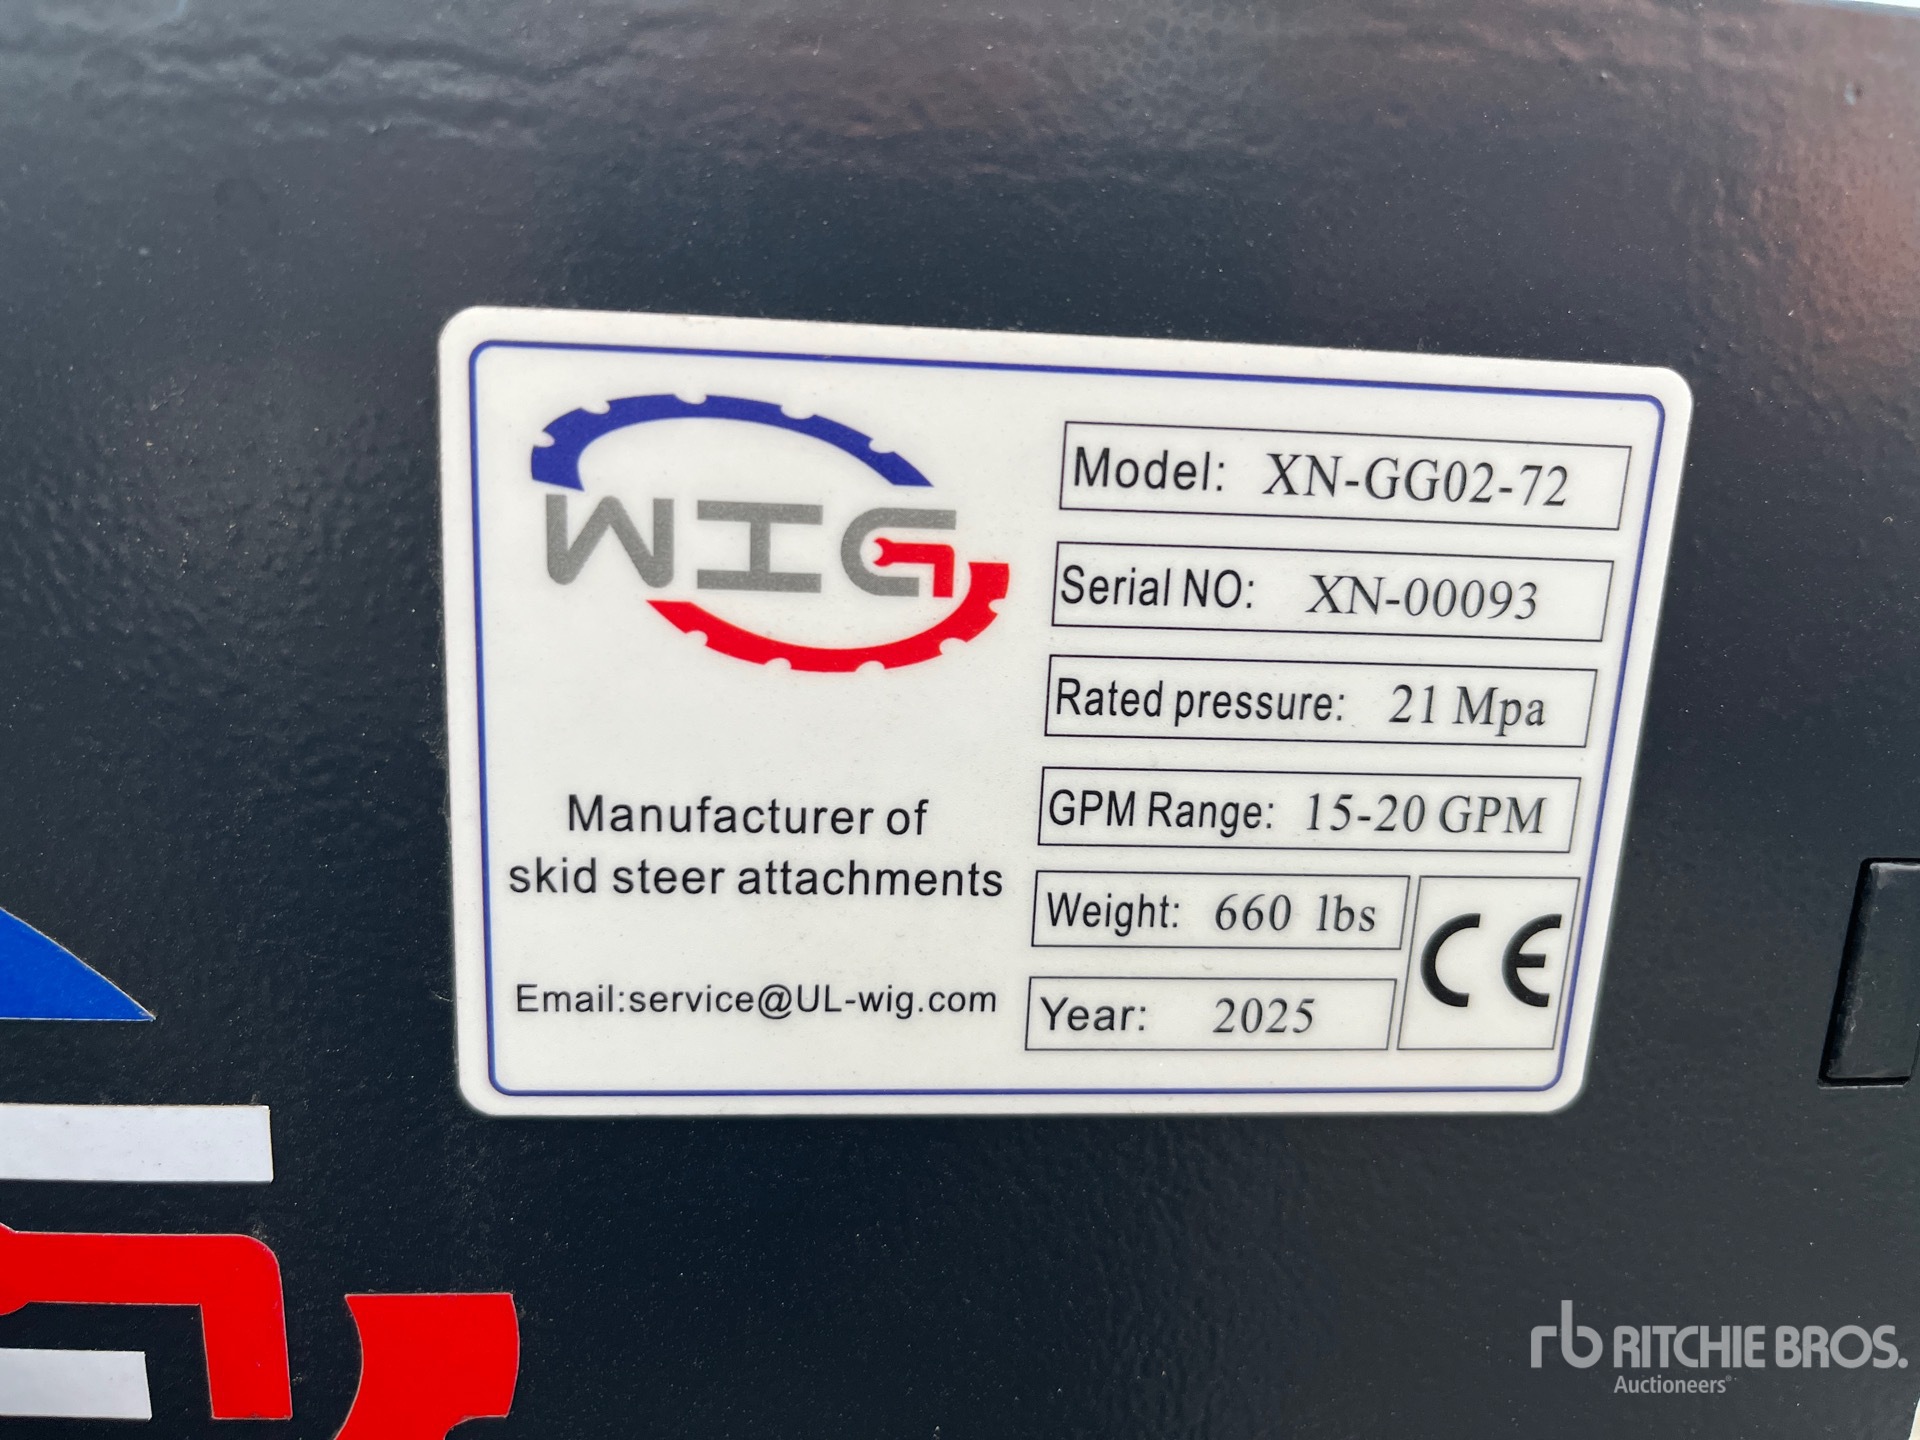 WIG
Manufacturer of
skid steer attachments
Email:service@UL-wig.com
Model: XN-GG02-72
Serial NO: XN-00093
Rated pressure: 21 Mpa
GPM Range: 15-20 GPM
Weight: 660 lbs
Year: 2025
CE
rb RITCHIE BROS.
Auctioneers